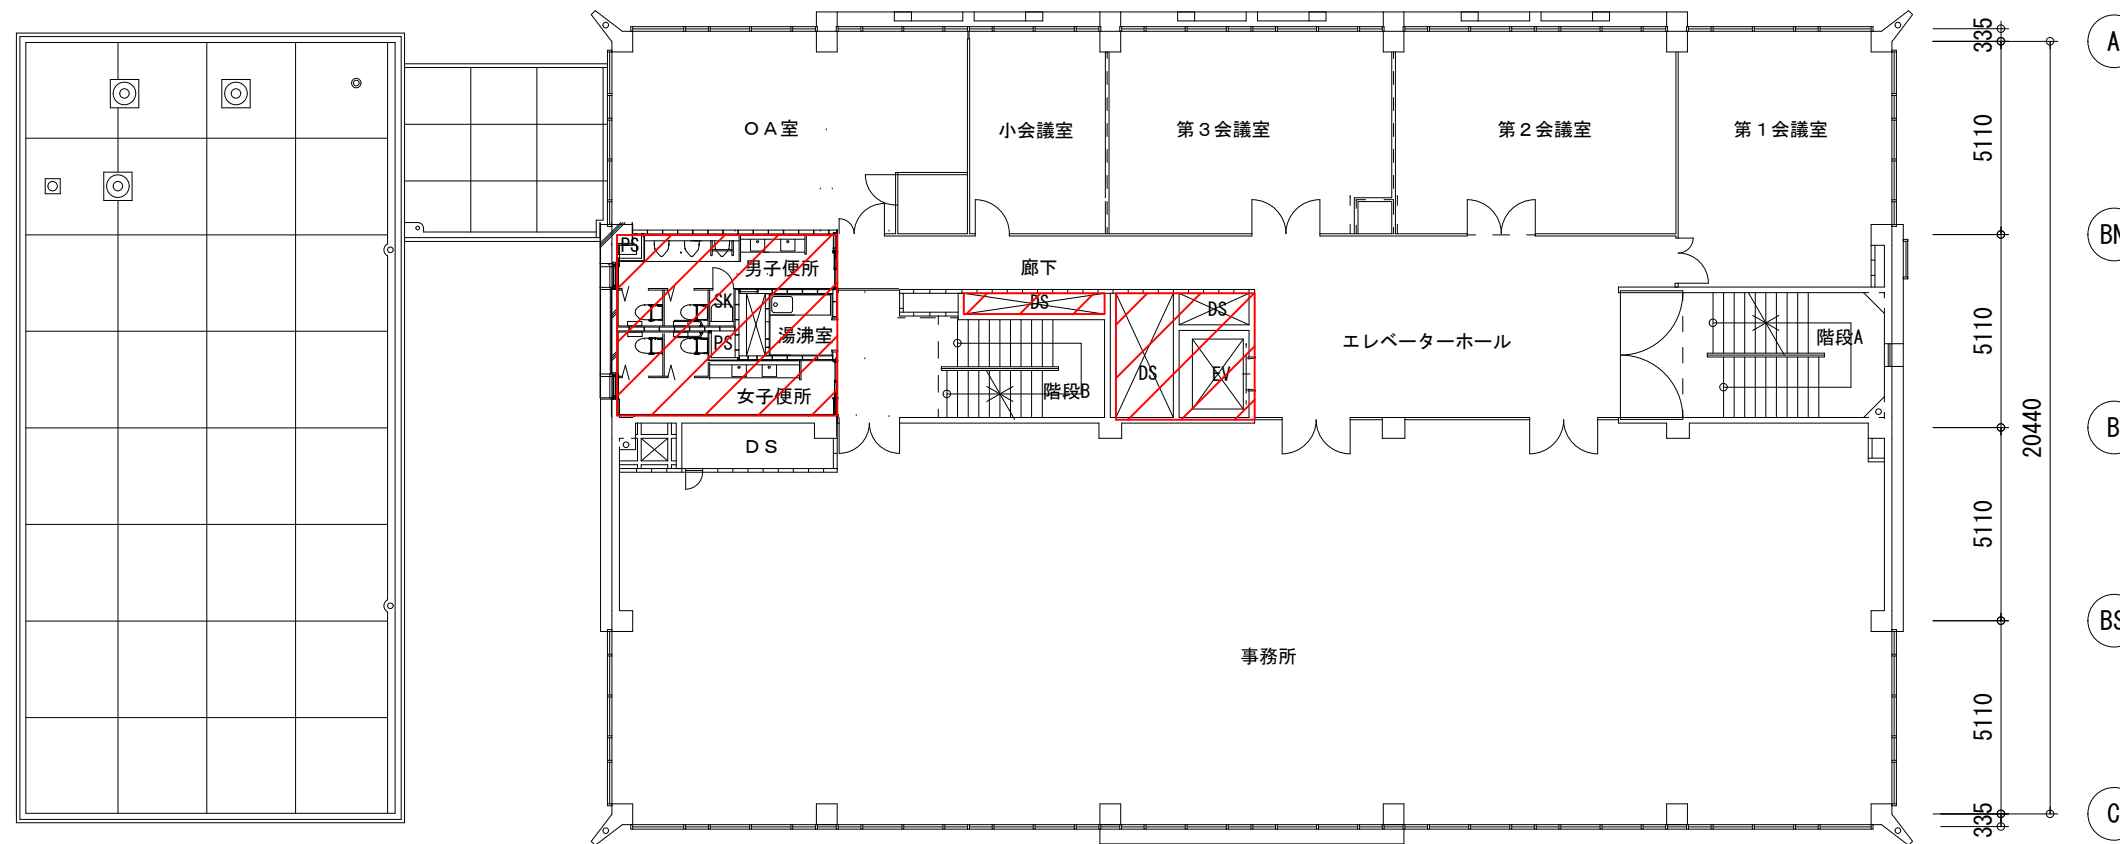 335
A
ＯＡ室
小会議室
第３会議室
第２会議室
第１会議室
5110
PS
BN
男子便所
廊下
SK
DS
DS
湯沸室
PS
エレベーターホール
階段A
5110
DS
EV
女子便所
階段B
ＤＳ
B
20440
5110
BS
事務所
5110
335
C